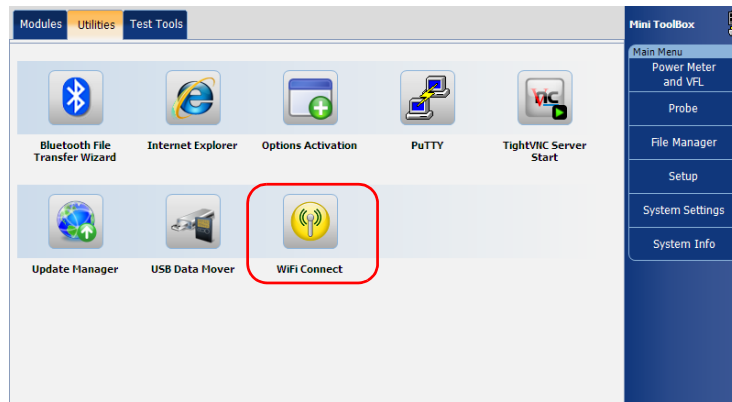 Modules Utilities Test Tools
Mini ToolBox
Main Menu
Power Meter
and VFL
Probe
File Manager
Setup
System Settings
System Info
Bluetooth File
Transfer Wizard
Internet Explorer
Options Activation
PuTTY
TightVNC Server
Start
Update Manager
USB Data Mover
WiFi Connect